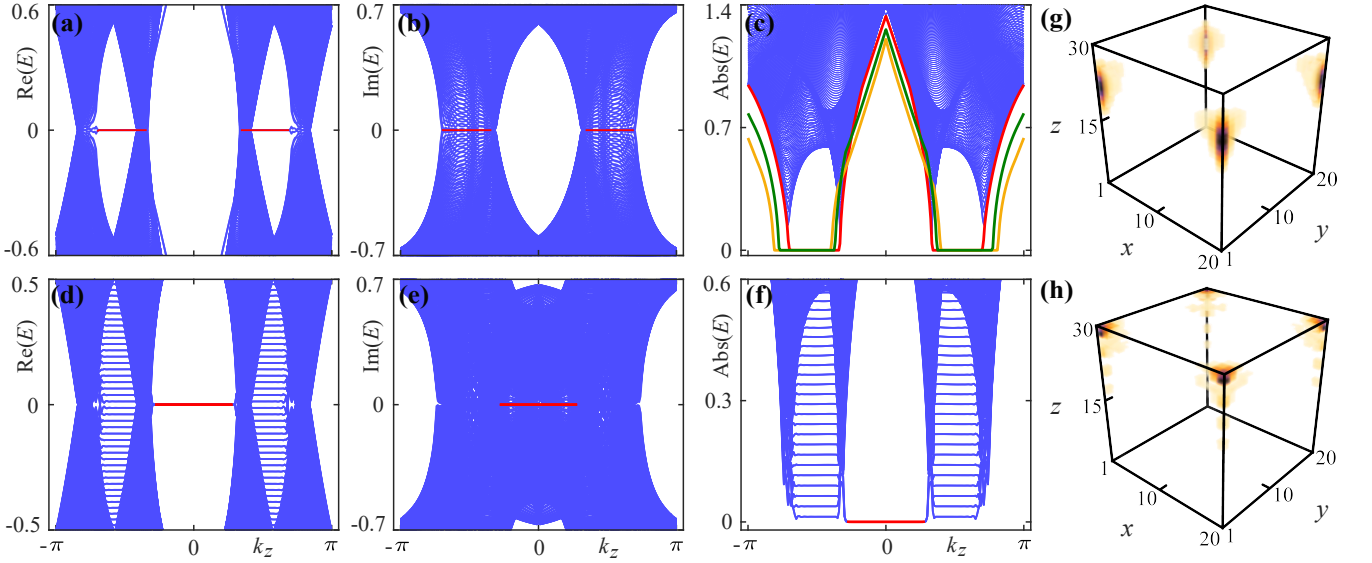 (a)
0.6
0
-0.6
Re(E)
(b)
0.7
0
-0.7
Im(E)
(c)
1.4
0.7
0
Abs(E)
(g)
30
15
z
1
10
20
x
1
10
20
y
(d)
0.5
0
-0.5
Re(E)
-π
0
k_z
π
(e)
0.7
0
-0.7
Im(E)
-π
0
k_z
π
(f)
0.6
0.3
0
Abs(E)
-π
0
k_z
π
(h)
30
15
z
1
10
20
x
1
10
20
y